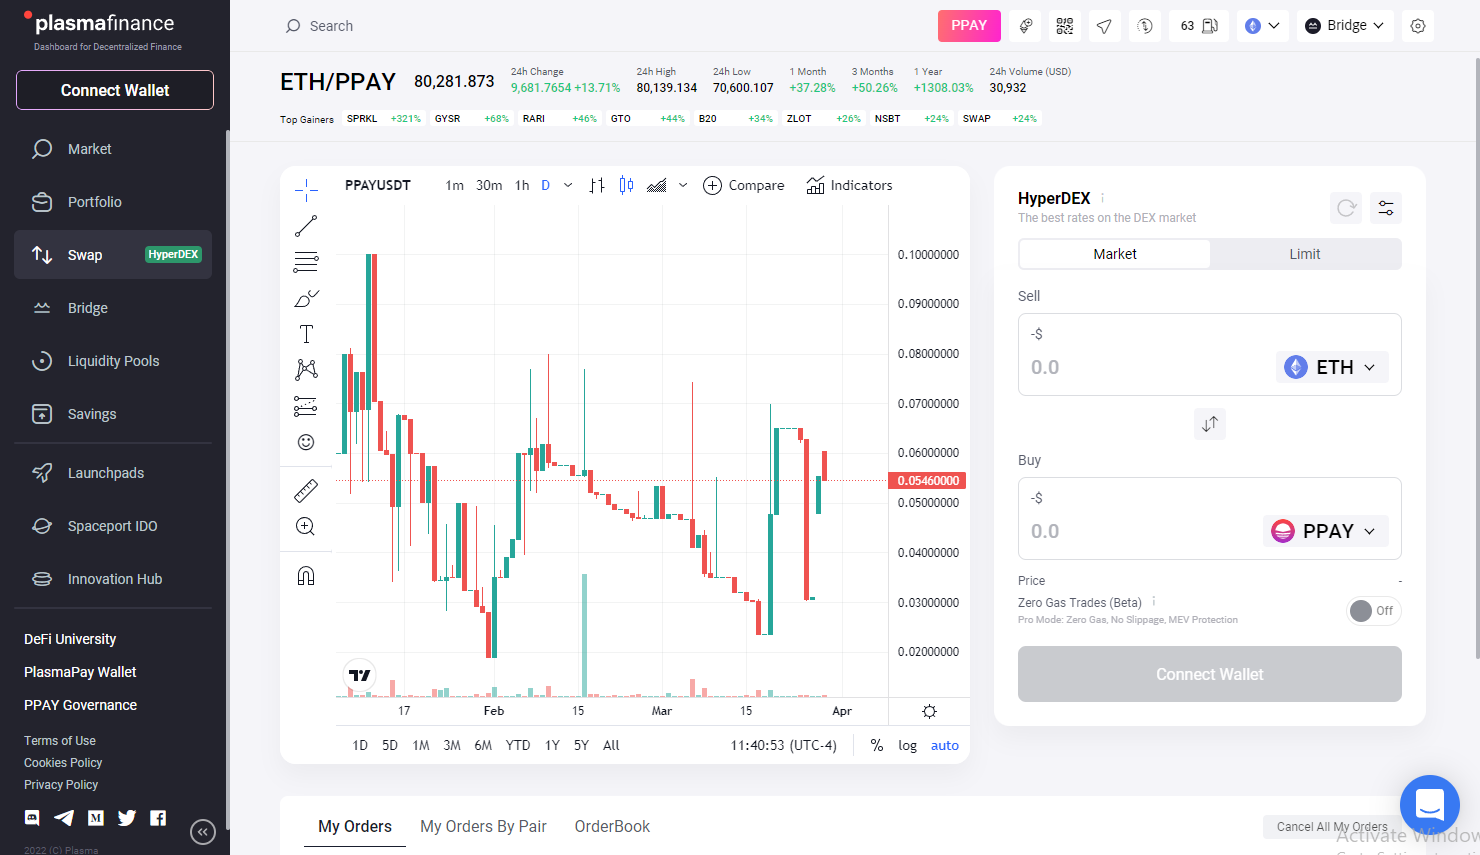 plasmafinance
Dashboard for Decentralized Finance
Connect Wallet
Market
Portfolio
Swap HyperDEX
Bridge
Liquidity Pools
Savings
Launchpads
Spaceport IDO
Innovation Hub
DeFi University
PlasmaPay Wallet
PPAY Governance
Terms of Use
Cookies Policy
Privacy Policy
2022 (C) Plasma
Search
PPAY
63
Bridge
ETH/PPAY 80,281.873
24h Change
9,681.7654 +13.71%
24h High
80,139.134
24h Low
70,600.107
1 Month
+37.28%
3 Months
+50.26%
1 Year
+1308.03%
24h Volume (USD)
30,932
Top Gainers SPRKL +321% GYSR +68% RARI +46% GTO +44% B20 +34% ZLOT +26% NSBT +24% SWAP +24%
PPAYUSDT 1m 30m 1h D Compare Indicators
0.10000000
0.09000000
0.08000000
0.07000000
0.06000000
0.05460000
0.05000000
0.04000000
0.03000000
0.02000000
17 Feb 15 Mar 15 Apr
1D 5D 1M 3M 6M YTD 1Y 5Y All 11:40:53 (UTC-4) % log auto
HyperDEX
The best rates on the DEX market
Market Limit
Sell
-$
0.0 ETH
Buy
-$
0.0 PPAY
Price -
Zero Gas Trades (Beta)
Pro Mode: Zero Gas, No Slippage, MEV Protection
Off
Connect Wallet
My Orders My Orders By Pair OrderBook
Cancel All My Orders
Activate Window